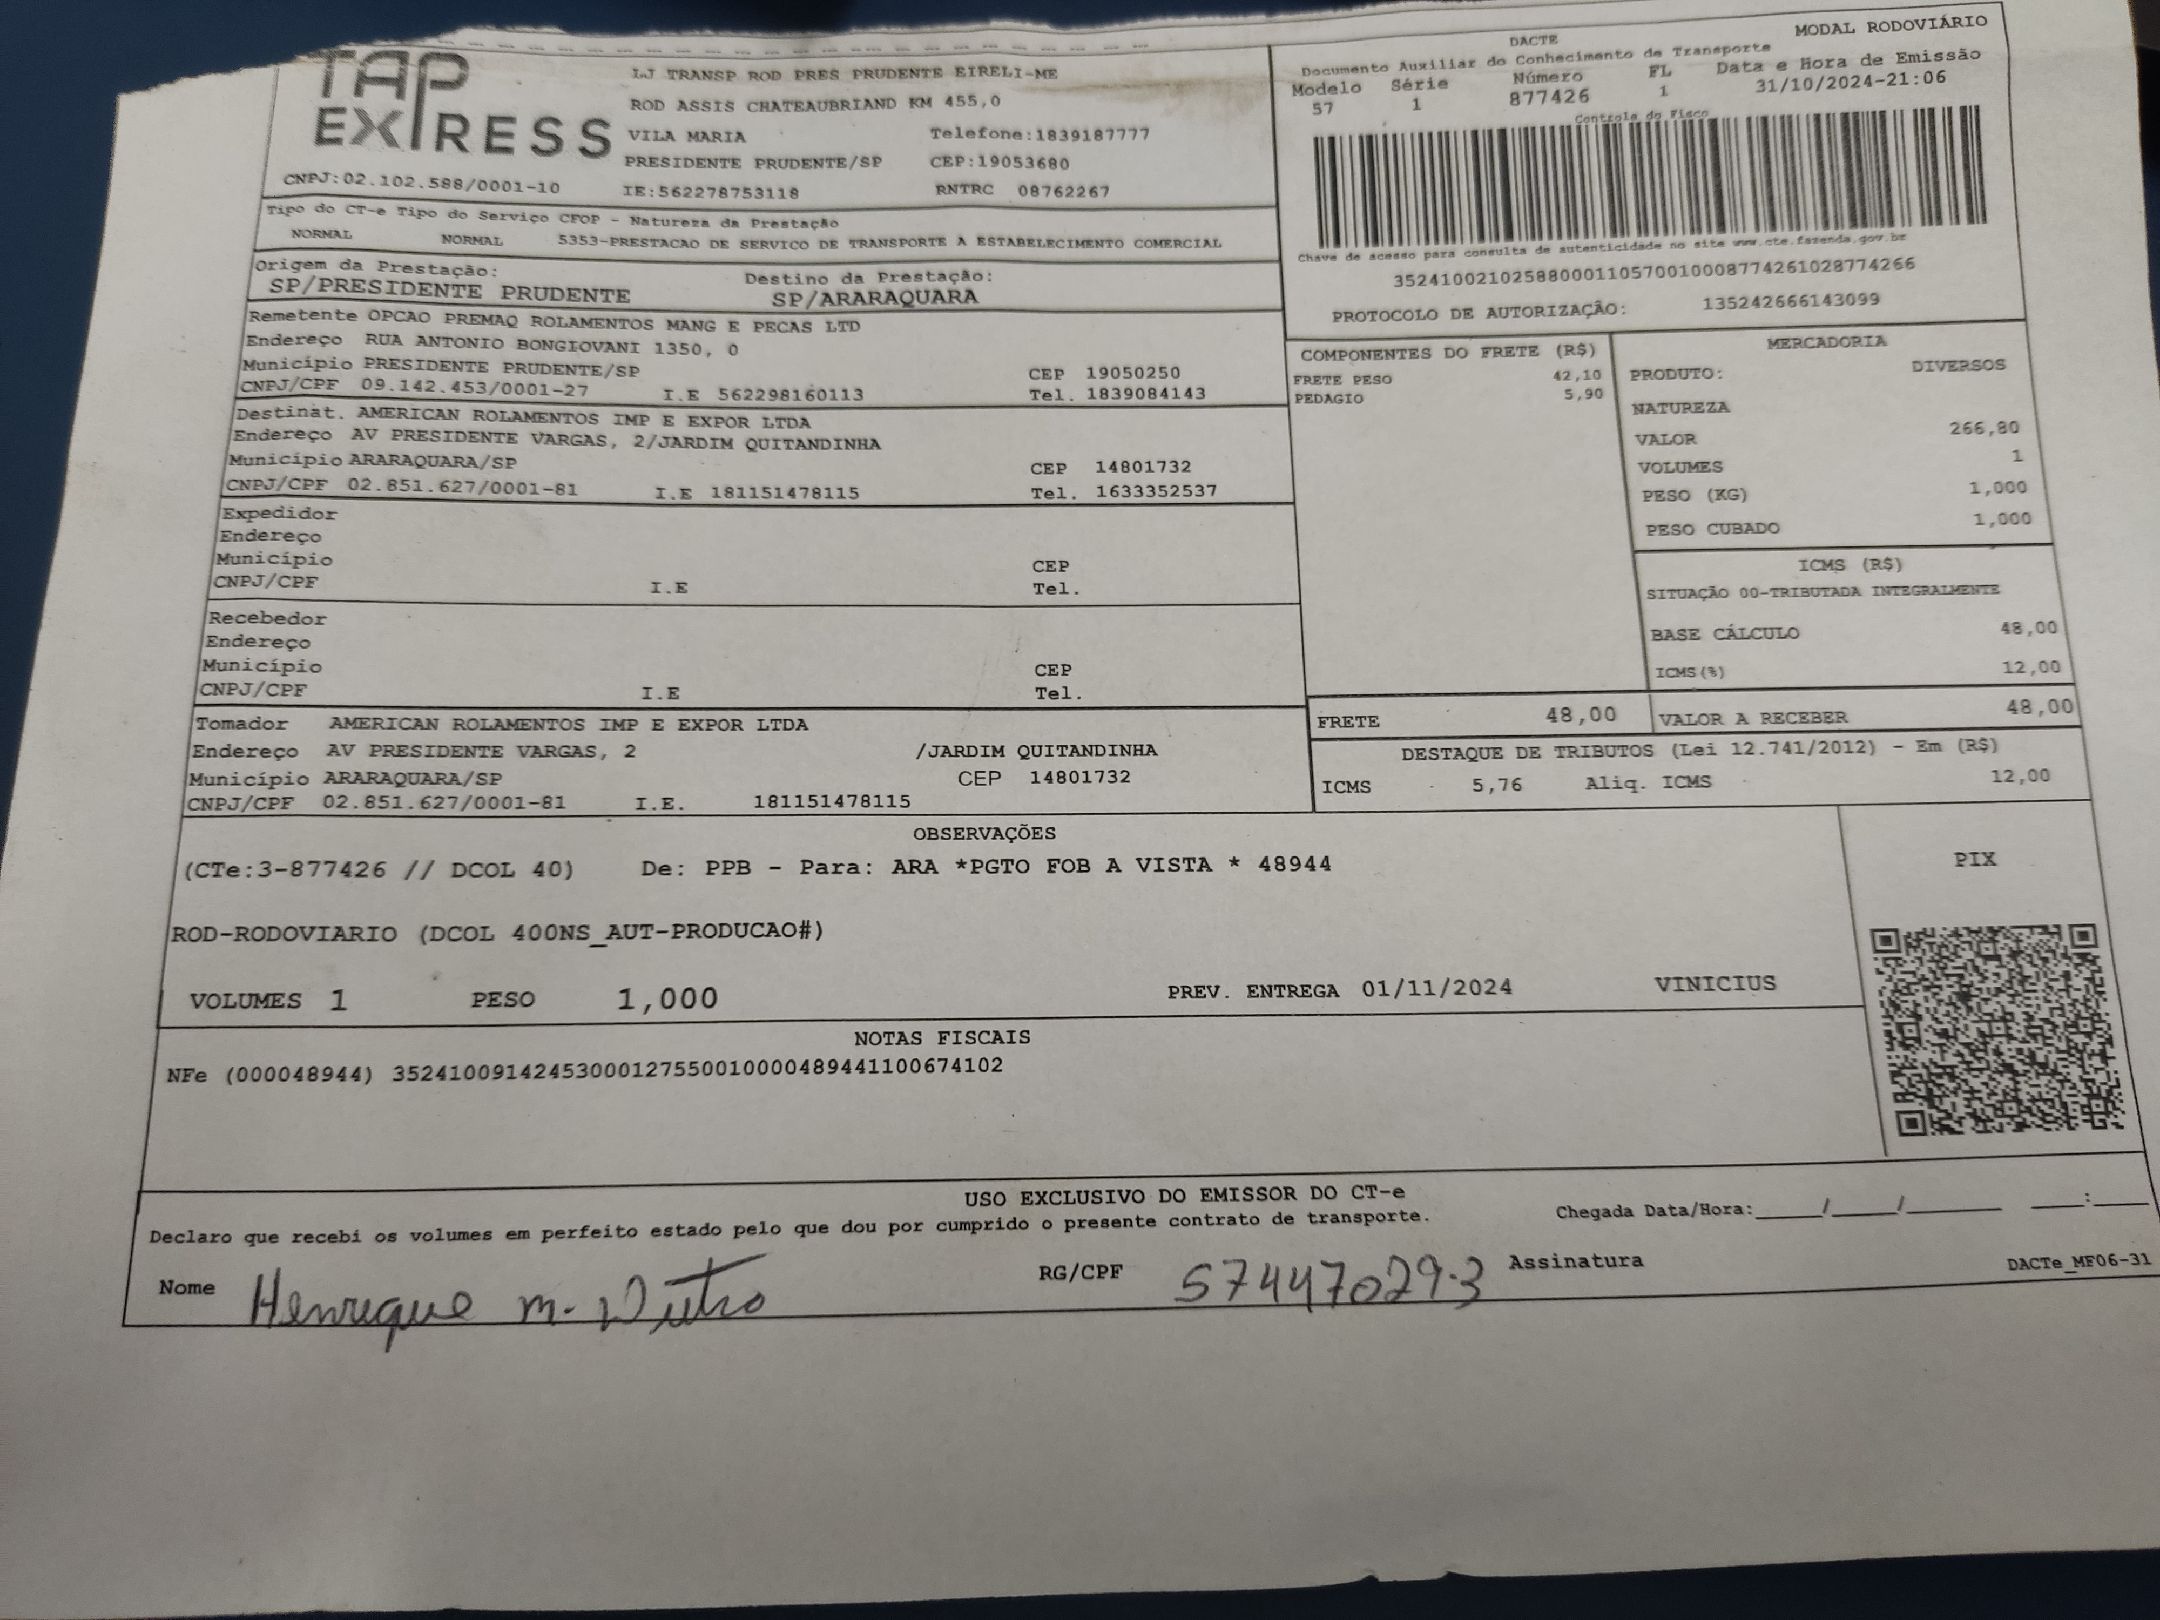 TAP
EXPRESS
CNPJ:02.102.588/0001-10
LJ TRANSP ROD PRES PRUDENTE EIRELI-ME
ROD ASSIS CHATEAUBRIAND KM 455,0
VILA MARIA Telefone:1839187777
PRESIDENTE PRUDENTE/SP CEP:19053680
IE:562278753118 RNTRC 08762267
DACTE MODAL RODOVIÁRIO
Documento Auxiliar do Conhecimento de Transporte
Modelo Série Número FL Data e Hora de Emissão
57 1 877426 1 31/10/2024-21:06
Controle do Fisco
Chave de acesso para consulta de autenticidade no site www.cte.fazenda.gov.br
35241002102588000110570010008774261028774266
PROTOCOLO DE AUTORIZAÇÃO: 135242666143099
Tipo do CT-e Tipo do Serviço CFOP - Natureza da Prestação
NORMAL NORMAL 5353-PRESTACAO DE SERVICO DE TRANSPORTE A ESTABELECIMENTO COMERCIAL
Origem da Prestação: Destino da Prestação:
SP/PRESIDENTE PRUDENTE SP/ARARAQUARA
Remetente OPCAO PREMAQ ROLAMENTOS MANG E PECAS LTD
Endereço RUA ANTONIO BONGIOVANI 1350, 0
Município PRESIDENTE PRUDENTE/SP CEP 19050250
CNPJ/CPF 09.142.453/0001-27 I.E 562298160113 Tel. 1839084143
Destinat. AMERICAN ROLAMENTOS IMP E EXPOR LTDA
Endereço AV PRESIDENTE VARGAS, 2/JARDIM QUITANDINHA
Município ARARAQUARA/SP CEP 14801732
CNPJ/CPF 02.851.627/0001-81 I.E 181151478115 Tel. 1633352537
Expedidor
Endereço
Município CEP
CNPJ/CPF I.E Tel.
Recebedor
Endereço
Município CEP
CNPJ/CPF I.E Tel.
Tomador AMERICAN ROLAMENTOS IMP E EXPOR LTDA
Endereço AV PRESIDENTE VARGAS, 2 /JARDIM QUITANDINHA
Município ARARAQUARA/SP CEP 14801732
CNPJ/CPF 02.851.627/0001-81 I.E. 181151478115
COMPONENTES DO FRETE (R$)
FRETE PESO 42,10
PEDAGIO 5,90
MERCADORIA
PRODUTO: DIVERSOS
NATUREZA
VALOR 266,80
VOLUMES 1
PESO (KG) 1,000
PESO CUBADO 1,000
ICMS (R$)
SITUAÇÃO 00-TRIBUTADA INTEGRALMENTE
BASE CÁLCULO 48,00
ICMS(%) 12,00
FRETE 48,00 VALOR A RECEBER 48,00
DESTAQUE DE TRIBUTOS (Lei 12.741/2012) - Em (R$)
ICMS 5,76 Aliq. ICMS 12,00
OBSERVAÇÕES
(CTe:3-877426 // DCOL 40) De: PPB - Para: ARA *PGTO FOB A VISTA * 48944
ROD-RODOVIARIO (DCOL 400NS_AUT-PRODUCAO#)
VOLUMES 1 PESO 1,000 PREV. ENTREGA 01/11/2024 VINICIUS
PIX
NOTAS FISCAIS
NFe (000048944) 35241009142453000127550010000489441100674102
USO EXCLUSIVO DO EMISSOR DO CT-e
Declaro que recebi os volumes em perfeito estado pelo que dou por cumprido o presente contrato de transporte. Chegada Data/Hora:_____/_____/_______ ____:____
Nome Henrique m. RG/CPF 57447029-3 Assinatura DACTe_MF06-31